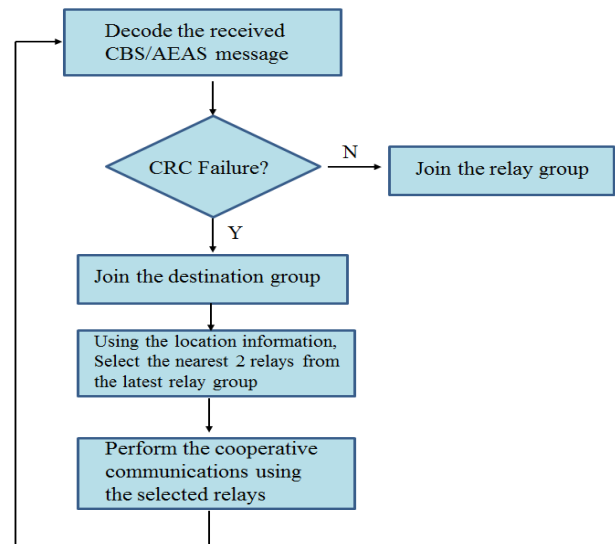 Decode the received
CBS/AEAS message
CRC Failure?
N
Join the relay group
Y
Join the destination group
Using the location information,
Select the nearest 2 relays from
the latest relay group
Perform the cooperative
communications using
the selected relays